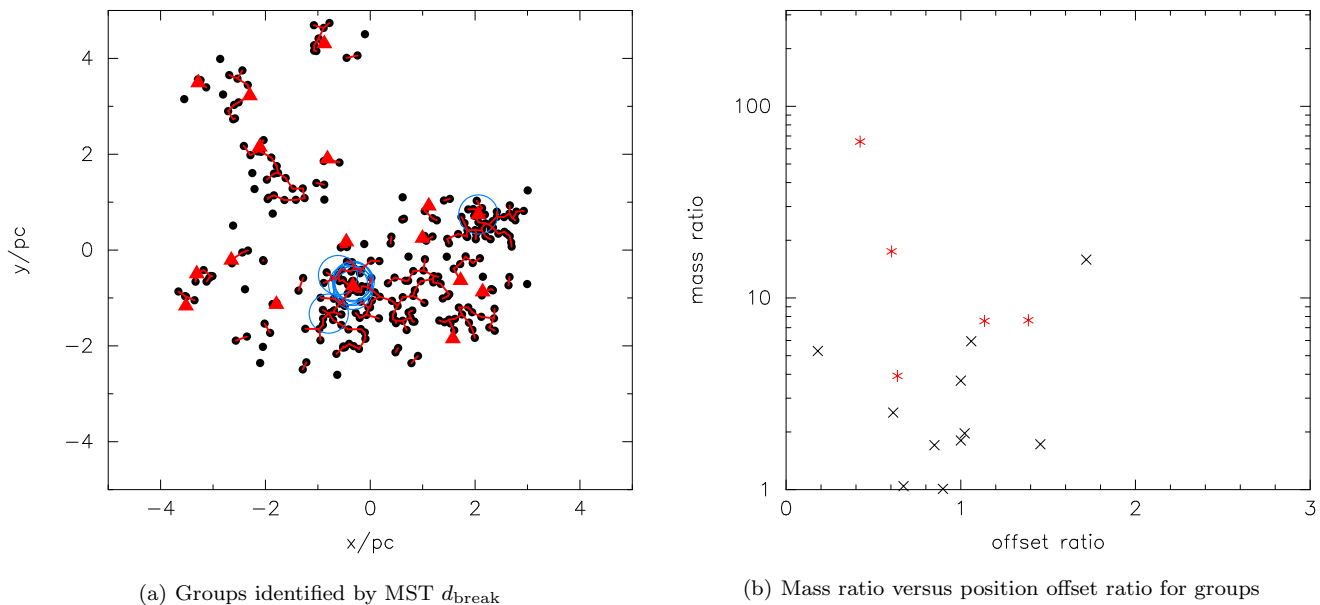 4
2
0
−2
−4
y/pc
−4
−2
0
2
4
x/pc
(a) Groups identified by MST d_break
100
10
1
mass ratio
0
1
2
3
offset ratio
(b) Mass ratio versus position offset ratio for groups